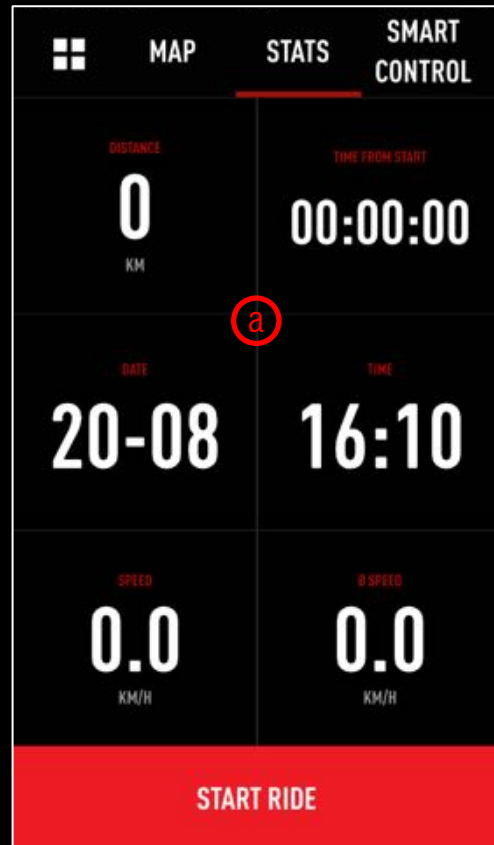 MAP
STATS
SMART
CONTROL
DISTANCE
0
KM
TIME FROM START
00:00:00
a
DATE
20-08
TIME
16:10
SPEED
0.0
KM/H
Ø SPEED
0.0
KM/H
START RIDE